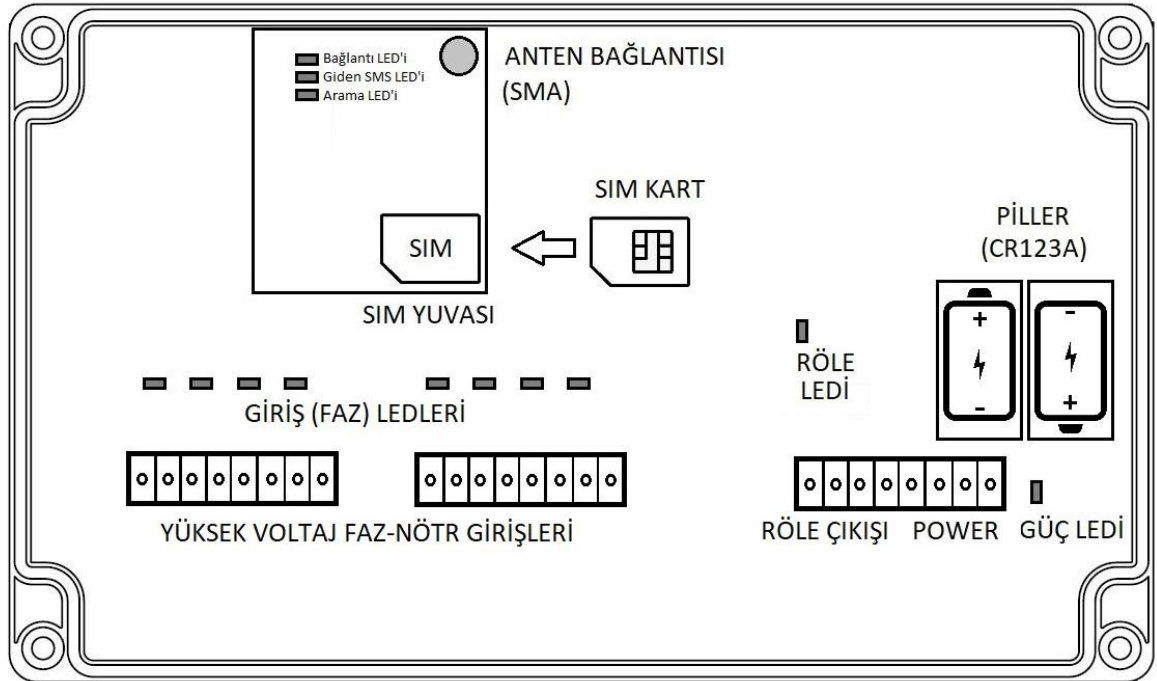 Bağlantı LED'i
Giden SMS LED'i
Arama LED'i
ANTEN BAĞLANTISI
(SMA)
SIM KART
SIM
SIM YUVASI
PİLLER
(CR123A)
+
-
-
+
RÖLE
LEDİ
GİRİŞ (FAZ) LEDLERİ
YÜKSEK VOLTAJ FAZ-NÖTR GİRİŞLERİ
RÖLE ÇIKIŞI POWER GÜÇ LEDİ